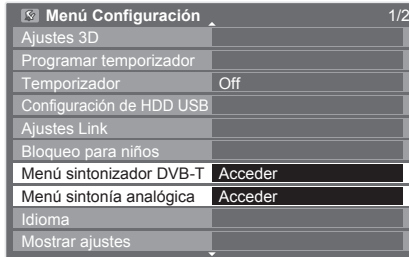 Menú Configuración 1/2
Ajustes 3D
Programar temporizador
Temporizador Off
Configuración de HDD USB
Ajustes Link
Bloqueo para niños
Menú sintonizador DVB-T Acceder
Menú sintonía analógica Acceder
Idioma
Mostrar ajustes